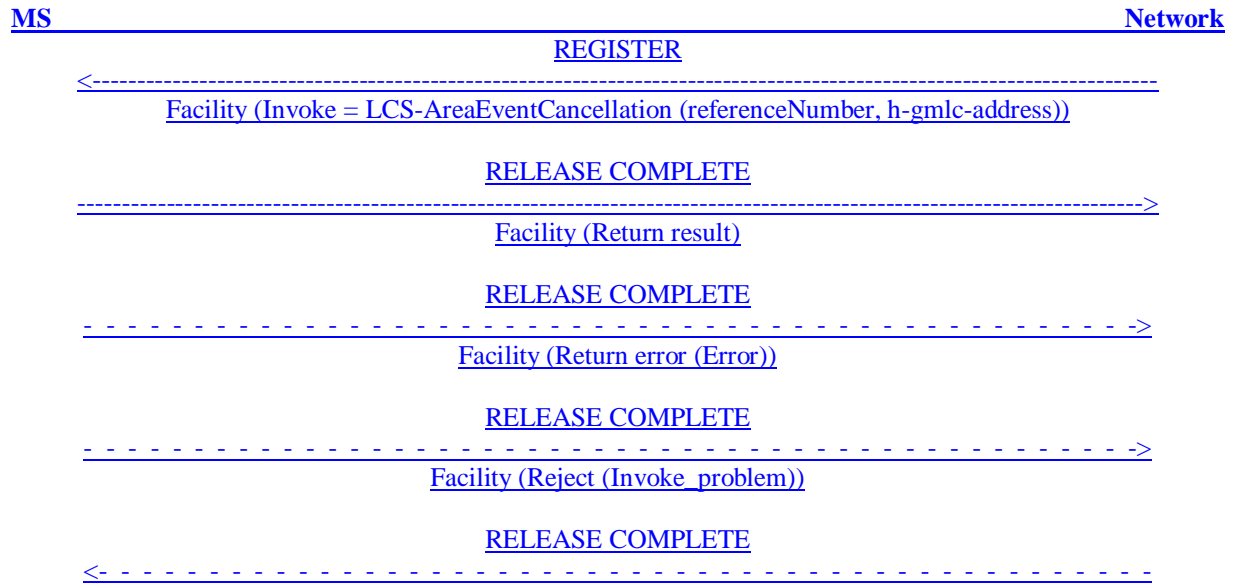 MS Network
REGISTER
<------------------------------------------------------------------------------------------------------------------------
Facility (Invoke = LCS-AreaEventCancellation (referenceNumber, h-gmlc-address))
RELEASE COMPLETE
------------------------------------------------------------------------------------------------------------------------>
Facility (Return result)
RELEASE COMPLETE
- - - - - - - - - - - - - - - - - - - - - - - - - - - - - - - - - - - - - - - - - - - - - - - ->
Facility (Return error (Error))
RELEASE COMPLETE
- - - - - - - - - - - - - - - - - - - - - - - - - - - - - - - - - - - - - - - - - - - - - - - ->
Facility (Reject (Invoke_problem))
RELEASE COMPLETE
<- - - - - - - - - - - - - - - - - - - - - - - - - - - - - - - - - - - - - - - - - - - - - - - -